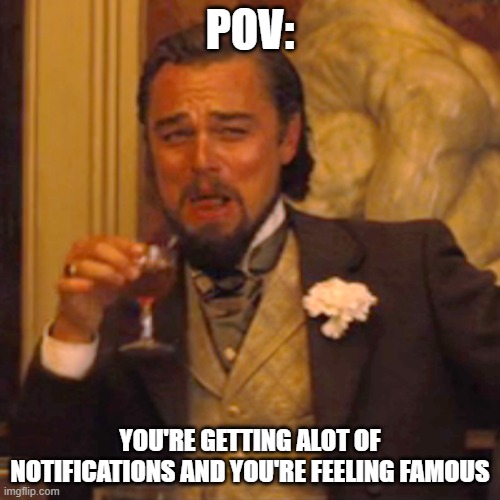 POV:
YOU'RE GETTING ALOT OF
NOTIFICATIONS AND YOU'RE FEELING FAMOUS
imgflip.com